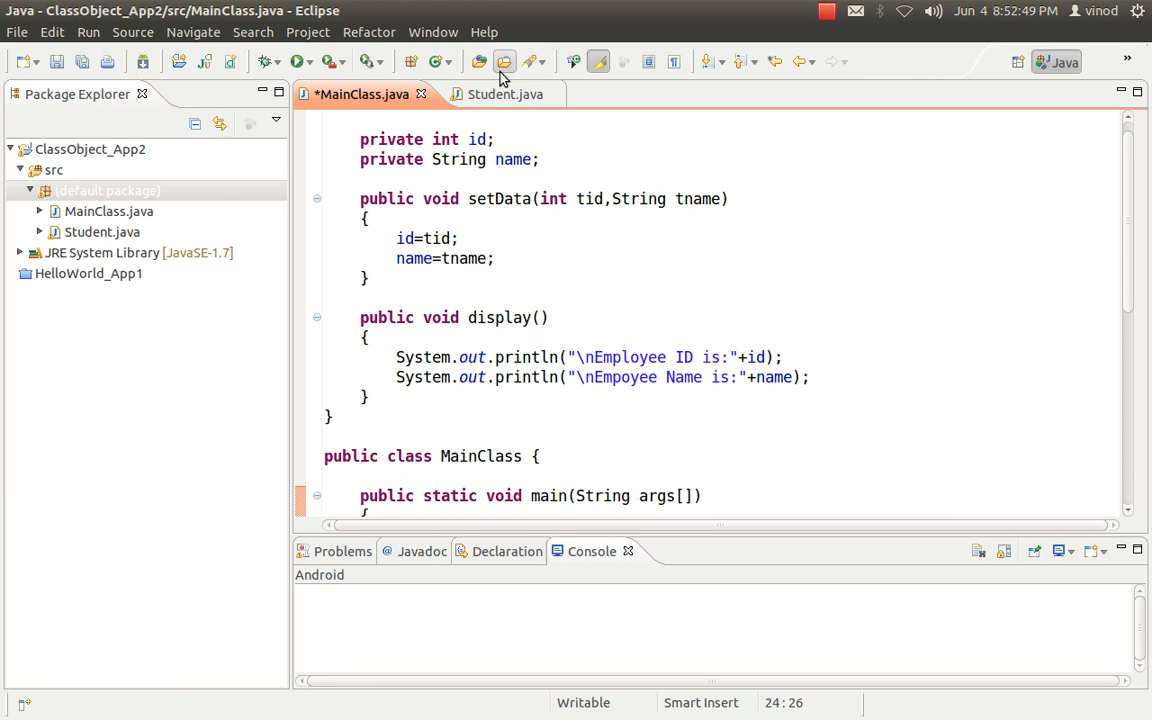 Java - ClassObject_App2/src/MainClass.java - Eclipse
Jun 4 8:52:49 PM vinod
File Edit Run Source Navigate Search Project Refactor Window Help
Java »
Package Explorer
*MainClass.java
Student.java
ClassObject_App2
src
(default package)
MainClass.java
Student.java
JRE System Library [JavaSE-1.7]
HelloWorld_App1
private int id;
private String name;
public void setData(int tid,String tname)
{
id=tid;
name=tname;
}
public void display()
{
System.out.println("\nEmployee ID is:"+id);
System.out.println("\nEmpoyee Name is:"+name);
}
}
public class MainClass {
public static void main(String args[])
{
Problems @ Javadoc Declaration Console
Android
Writable Smart Insert 24 : 26